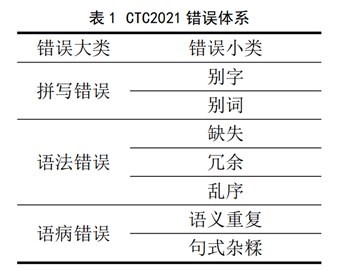 表 1 CTC2021 错误体系
错误大类 错误小类
拼写错误 别字
别词
语法错误 缺失
冗余
乱序
语病错误 语义重复
句式杂糅